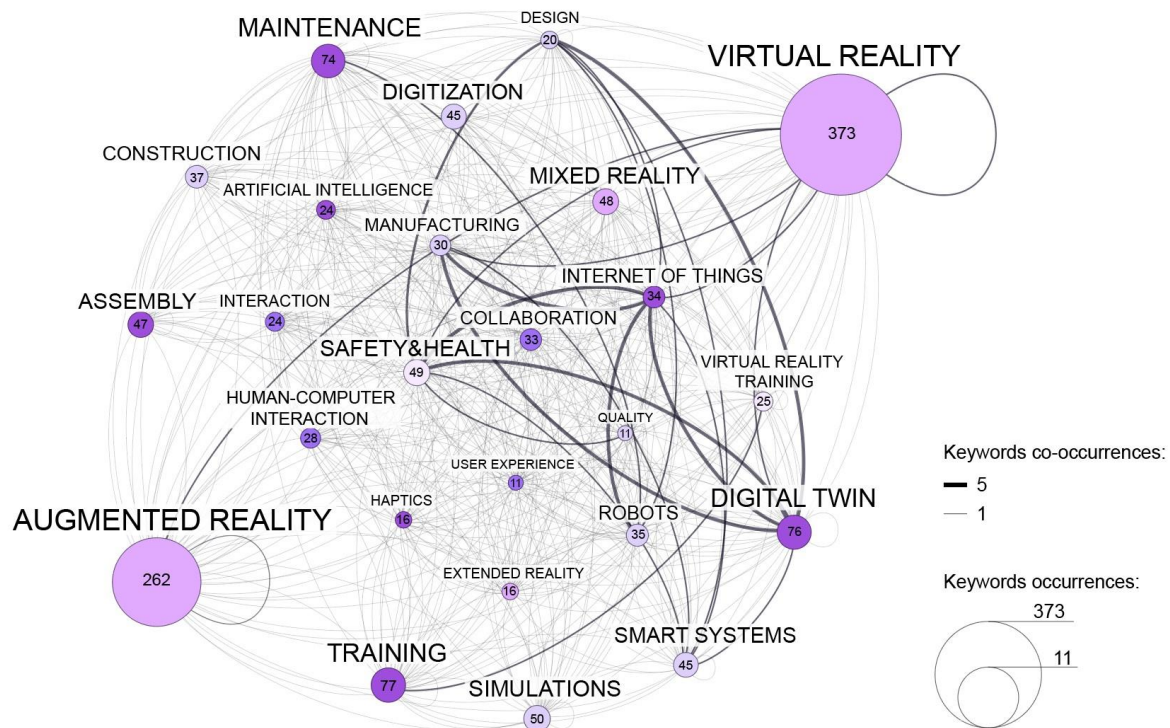 DESIGN
20
MAINTENANCE
74
VIRTUAL REALITY
373
DIGITIZATION
45
CONSTRUCTION
37
ARTIFICIAL INTELLIGENCE
24
MIXED REALITY
48
MANUFACTURING
30
INTERNET OF THINGS
34
ASSEMBLY
47
INTERACTION
24
COLLABORATION
33
SAFETY&HEALTH
49
VIRTUAL REALITY
TRAINING
25
HUMAN-COMPUTER
INTERACTION
28
QUALITY
11
USER EXPERIENCE
11
HAPTICS
16
DIGITAL TWIN
76
ROBOTS
35
AUGMENTED REALITY
262
EXTENDED REALITY
16
SMART SYSTEMS
45
TRAINING
77
SIMULATIONS
50
Keywords co-occurrences:
5
1
Keywords occurrences:
373
11